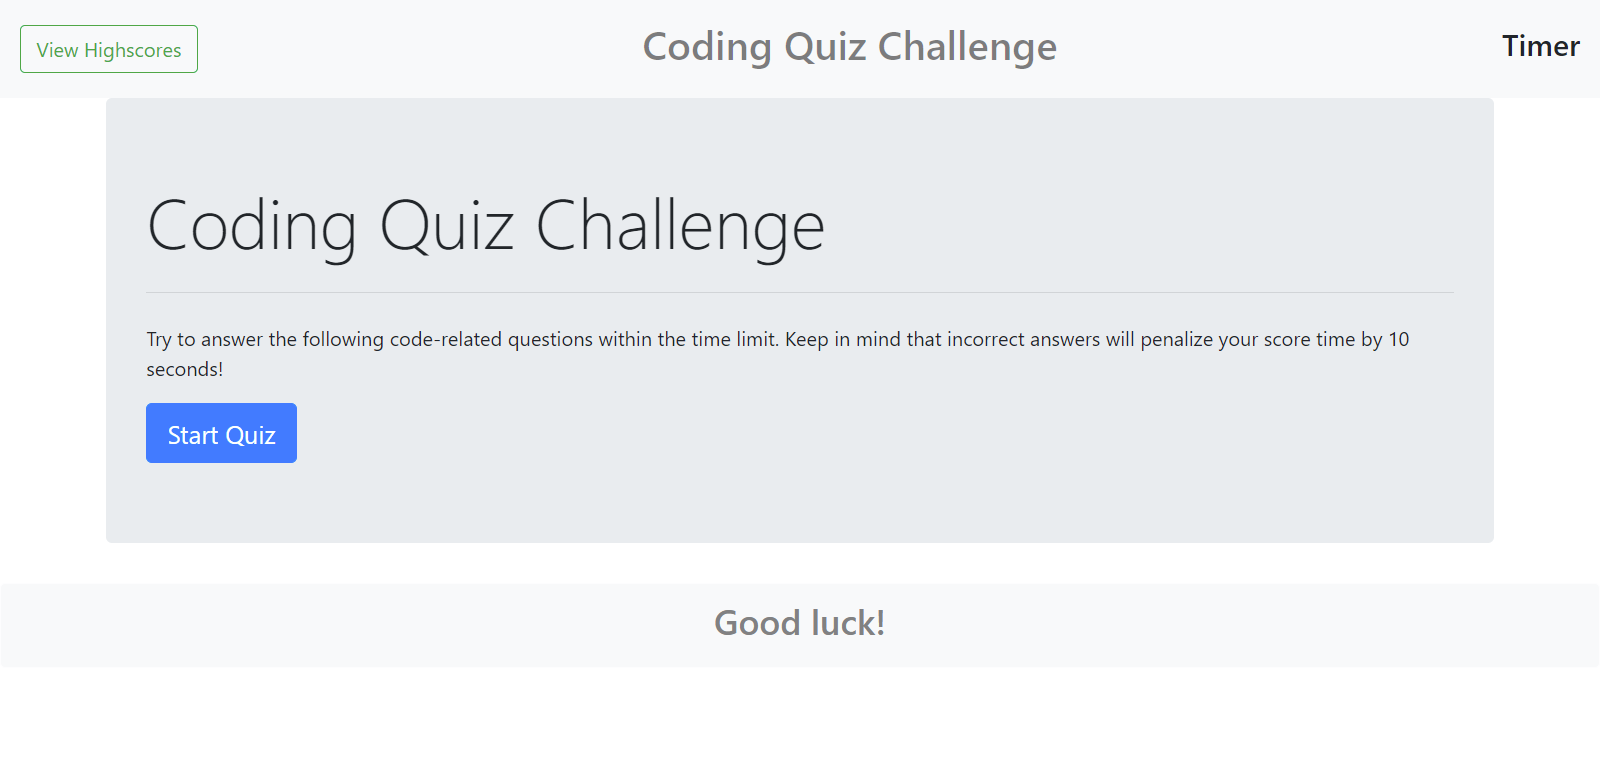 View Highscores
Coding Quiz Challenge
Timer
Coding Quiz Challenge
Try to answer the following code-related questions within the time limit. Keep in mind that incorrect answers will penalize your score time by 10
seconds!
Start Quiz
Good luck!